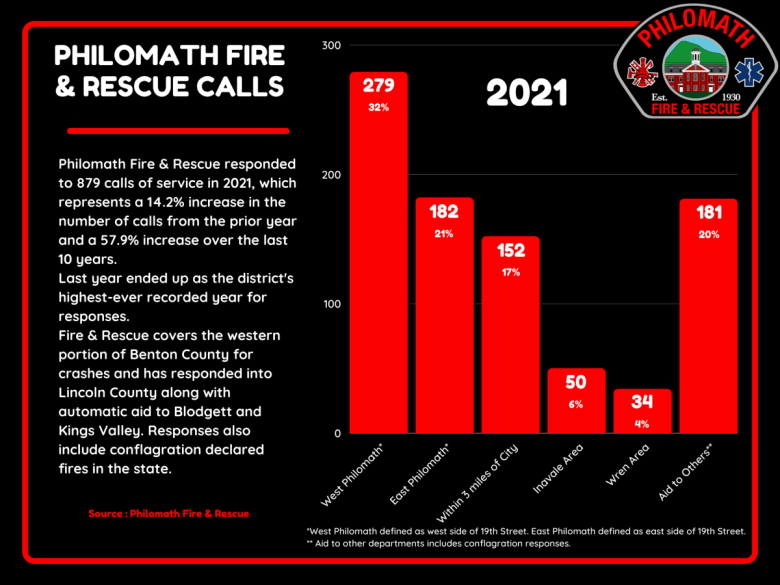 PHILOMATH FIRE
& RESCUE CALLS
Philomath Fire & Rescue responded
to 879 calls of service in 2021, which
represents a 14.2% increase in the
number of calls from the prior year
and a 57.9% increase over the last
10 years.
Last year ended up as the district's
highest-ever recorded year for
responses.
Fire & Rescue covers the western
portion of Benton County for
crashes and has responded into
Lincoln County along with
automatic aid to Blodgett and
Kings Valley. Responses also
include conflagration declared
fires in the state.
Source : Philomath Fire & Rescue
2021
PHILOMATH
Est. 1930
FIRE & RESCUE
300
200
100
0
279
32%
182
21%
152
17%
50
6%
34
4%
181
20%
West Philomath*
East Philomath*
Within 3 miles of City
Inavale Area
Wren Area
Aid to Others**
*West Philomath defined as west side of 19th Street. East Philomath defined as east side of 19th Street.
** Aid to other departments includes conflagration responses.